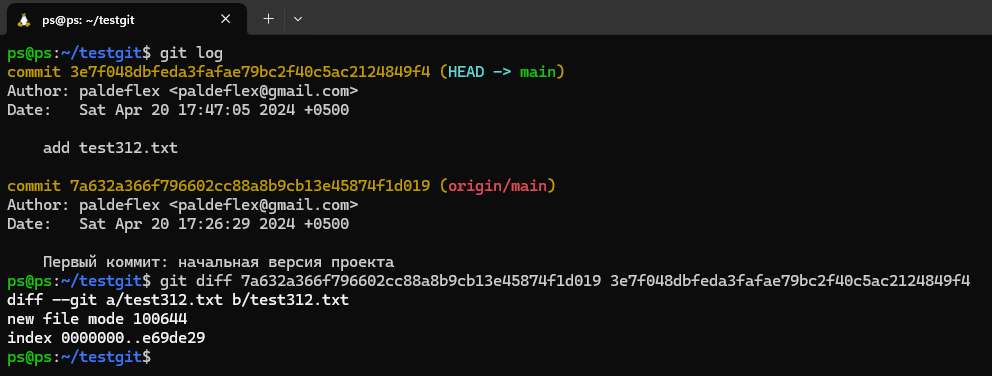 ps@ps: ~/testgit
ps@ps:~/testgit$ git log
commit 3e7f048dbfeda3fafae79bc2f40c5ac2124849f4 (HEAD -> main)
Author: paldeflex <paldeflex@gmail.com>
Date:   Sat Apr 20 17:47:05 2024 +0500
add test312.txt
commit 7a632a366f796602cc88a8b9cb13e45874f1d019 (origin/main)
Author: paldeflex <paldeflex@gmail.com>
Date:   Sat Apr 20 17:26:29 2024 +0500
Первый коммит: начальная версия проекта
ps@ps:~/testgit$ git diff 7a632a366f796602cc88a8b9cb13e45874f1d019 3e7f048dbfeda3fafae79bc2f40c5ac2124849f4
diff --git a/test312.txt b/test312.txt
new file mode 100644
index 0000000..e69de29
ps@ps:~/testgit$